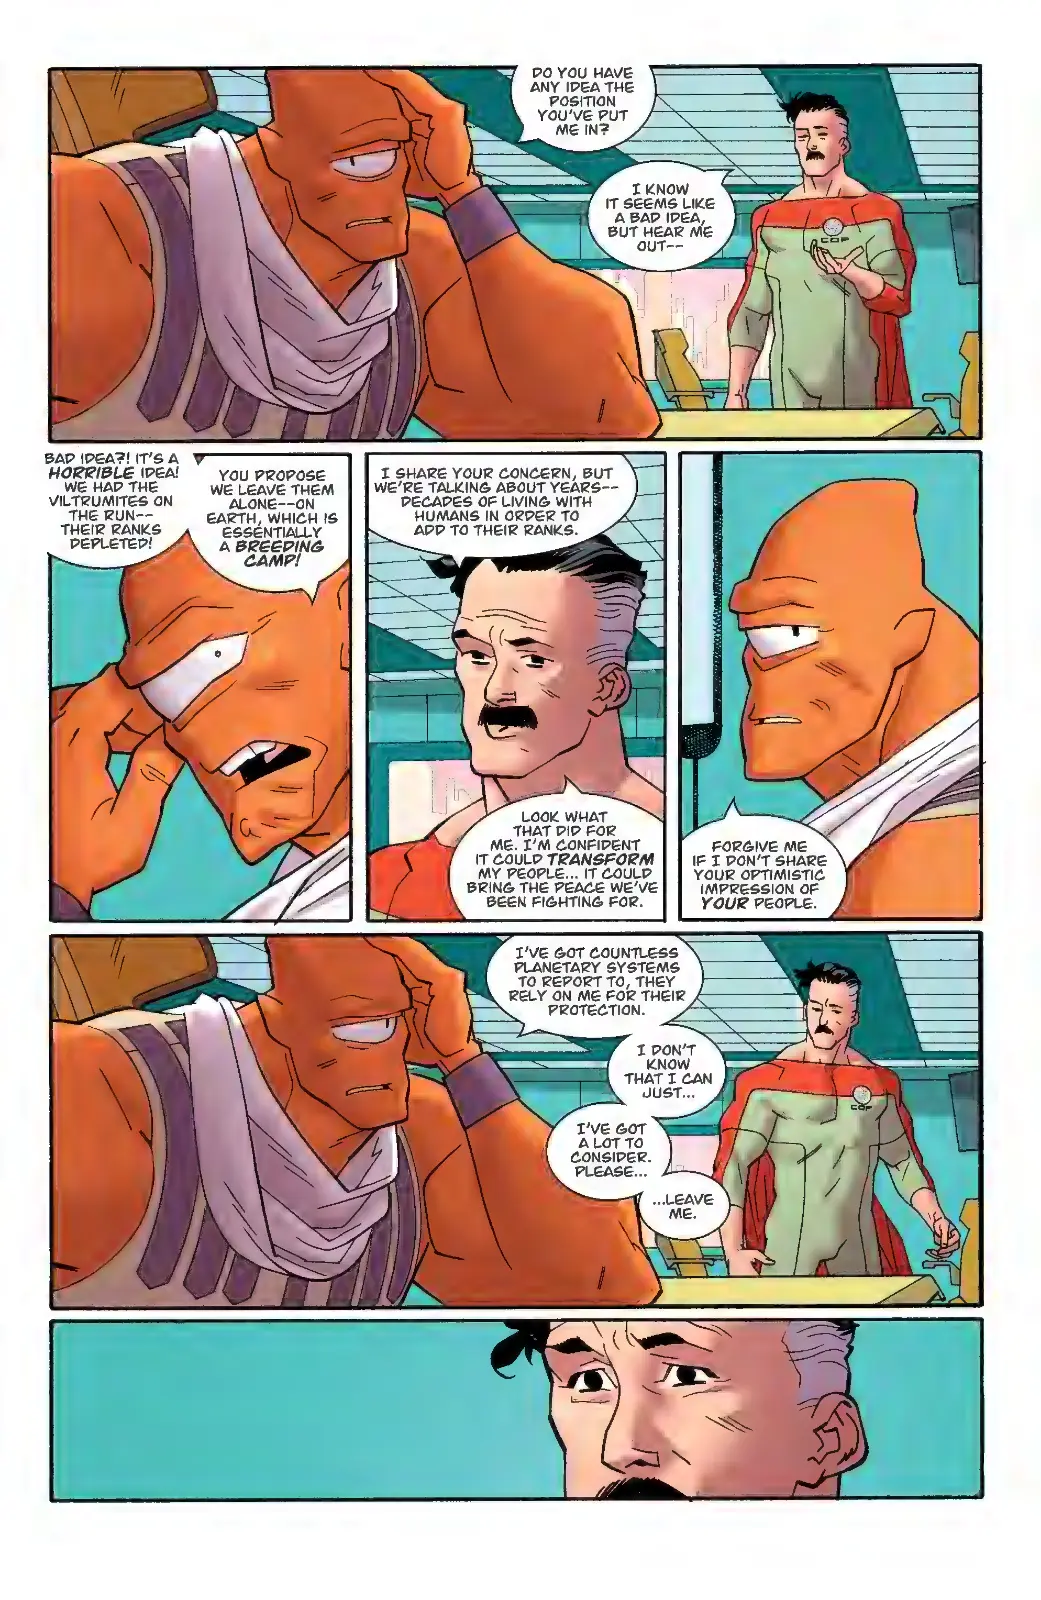 DO YOU HAVE
ANY IDEA THE
POSITION
YOU'VE PUT
ME IN?
I KNOW
IT SEEMS LIKE
A BAD IDEA,
BUT HEAR ME
OUT--
COP
BAD IDEA?! IT'S A
HORRIBLE IDEA!
WE HAD THE
VILTRUMITES ON
THE RUN--
THEIR RANKS
DEPLETED!
YOU PROPOSE
WE LEAVE THEM
ALONE--ON
EARTH, WHICH IS
ESSENTIALLY
A BREEDING
CAMP!
I SHARE YOUR CONCERN, BUT
WE'RE TALKING ABOUT YEARS--
DECADES OF LIVING WITH
HUMANS IN ORDER TO
ADD TO THEIR RANKS.
LOOK WHAT
THAT DID FOR
ME. I'M CONFIDENT
IT COULD TRANSFORM
MY PEOPLE... IT COULD
BRING THE PEACE WE'VE
BEEN FIGHTING FOR.
FORGIVE ME
IF I DON'T SHARE
YOUR OPTIMISTIC
IMPRESSION OF
YOUR PEOPLE.
I'VE GOT COUNTLESS
PLANETARY SYSTEMS
TO REPORT TO, THEY
RELY ON ME FOR THEIR
PROTECTION.
I DON'T
KNOW
THAT I CAN
JUST...
COP
I'VE GOT
A LOT TO
CONSIDER.
PLEASE...
...LEAVE
ME.